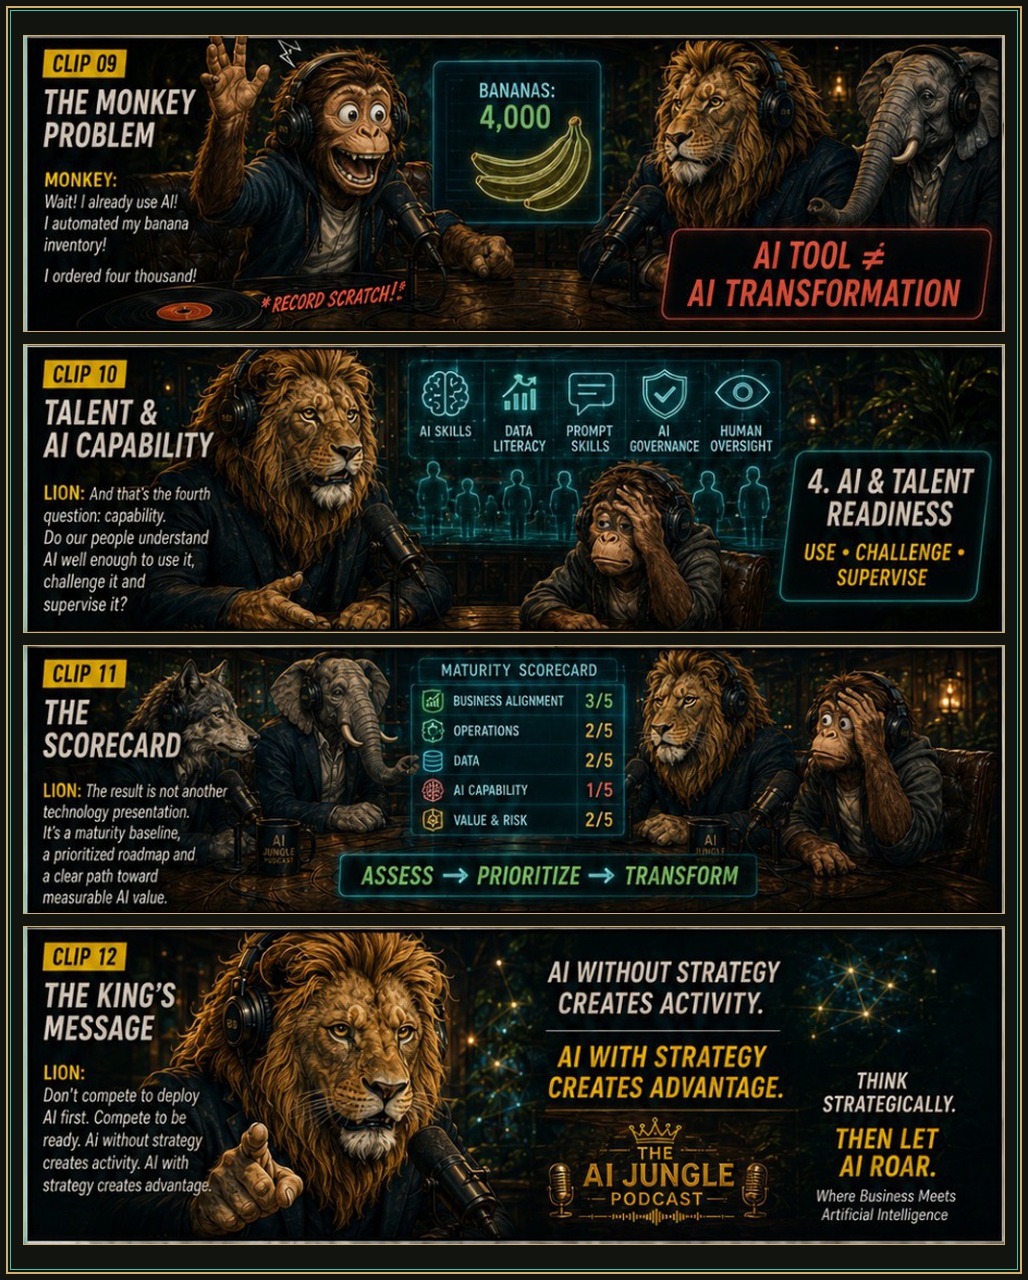 CLIP 09
THE MONKEY
PROBLEM
MONKEY:
Wait! I already use AI!
I automated my banana
inventory!
I ordered four thousand!
*RECORD SCRATCH!*
BANANAS:
4,000
AI TOOL ≠
AI TRANSFORMATION
CLIP 10
TALENT &
AI CAPABILITY
LION: And that's the fourth
question: capability.
Do our people understand
AI well enough to use it,
challenge it and
supervise it?
AI SKILLS
DATA
LITERACY
PROMPT
SKILLS
AI
GOVERNANCE
HUMAN
OVERSIGHT
4. AI & TALENT
READINESS
USE • CHALLENGE •
SUPERVISE
CLIP 11
THE
SCORECARD
LION: The result is not another
technology presentation.
It's a maturity baseline,
a prioritized roadmap and
a clear path toward
measurable AI value.
AI
JUNGLE
PODCAST
MATURITY SCORECARD
BUSINESS ALIGNMENT 3/5
OPERATIONS 2/5
DATA 2/5
AI CAPABILITY 1/5
VALUE & RISK 2/5
AI
JUNGLE
ASSESS → PRIORITIZE → TRANSFORM
CLIP 12
THE KING'S
MESSAGE
LION:
Don't compete to deploy
AI first. Compete to be
ready. Ai without strategy
creates activity. AI with
strategy creates advantage.
AI WITHOUT STRATEGY
CREATES ACTIVITY.
AI WITH STRATEGY
CREATES ADVANTAGE.
THE
AI JUNGLE
PODCAST
THINK
STRATEGICALLY.
THEN LET
AI ROAR.
Where Business Meets
Artificial Intelligence